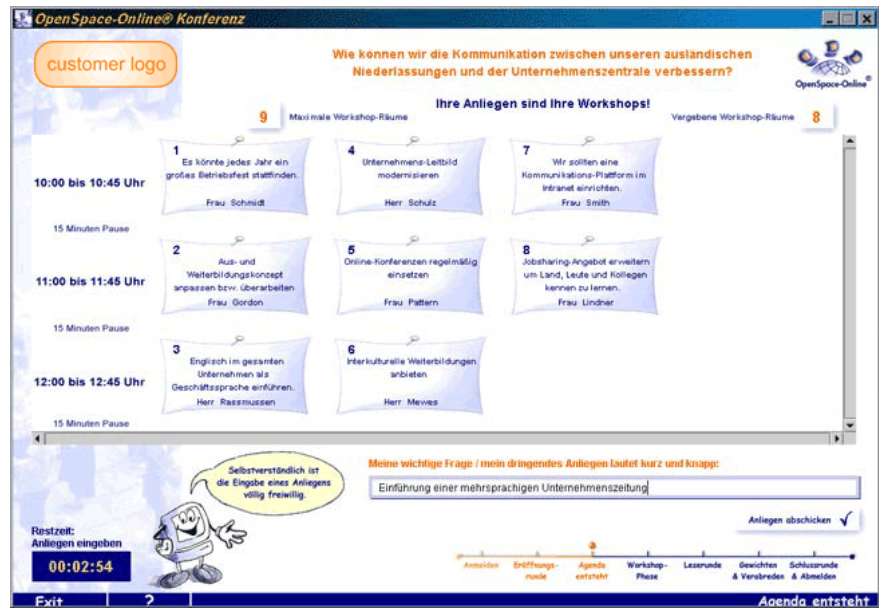 OpenSpace-Online® Konferenz
customer logo
Wie können wir die Kommunikation zwischen unseren ausländischen
Niederlassungen und der Unternehmenszentrale verbessern?
OpenSpace-Online®
Ihre Anliegen sind Ihre Workshops!
9 Maximale Workshop-Räume
Vergebene Workshop-Räume 8
10:00 bis 10:45 Uhr
1
Es könnte jedes Jahr ein
großes Betriebsfest stattfinden.
Frau Schmidt
4
Unternehmens-Leitbild
modernisieren
Herr Schulz
7
Wir sollten eine
Kommunikations-Plattform im
Intranet einrichten.
Frau Smith
15 Minuten Pause
11:00 bis 11:45 Uhr
2
Aus- und
Weiterbildungskonzept
anpassen bzw. überarbeiten
Frau Gordon
5
Online-Konferenzen regelmäßig
einsetzen
Frau Pattern
8
Jobsharing-Angebot erweitern
um Land, Leute und Kollegen
kennen zu lernen.
Frau Lindner
15 Minuten Pause
12:00 bis 12:45 Uhr
3
Englisch im gesamten
Unternehmen als
Geschäftssprache einführen.
Herr Rassmussen
6
Interkulturelle Weiterbildungen
anbieten
Herr Mewes
15 Minuten Pause
Selbstverständlich ist
die Eingabe eines Anliegens
völlig freiwillig.
Meine wichtige Frage / mein dringendes Anliegen lautet kurz und knapp:
Einführung einer mehrsprachigen Unternehmenszeitung
Anliegen abschicken
Restzeit:
Anliegen eingeben
00:02:54
Anmelden
Eröffnungs-
runde
Agenda
entsteht
Workshop-
Phase
Leserunde
Gewichten
& Verabreden
Schlussrunde
& Abmelden
Exit
?
Agenda entsteht